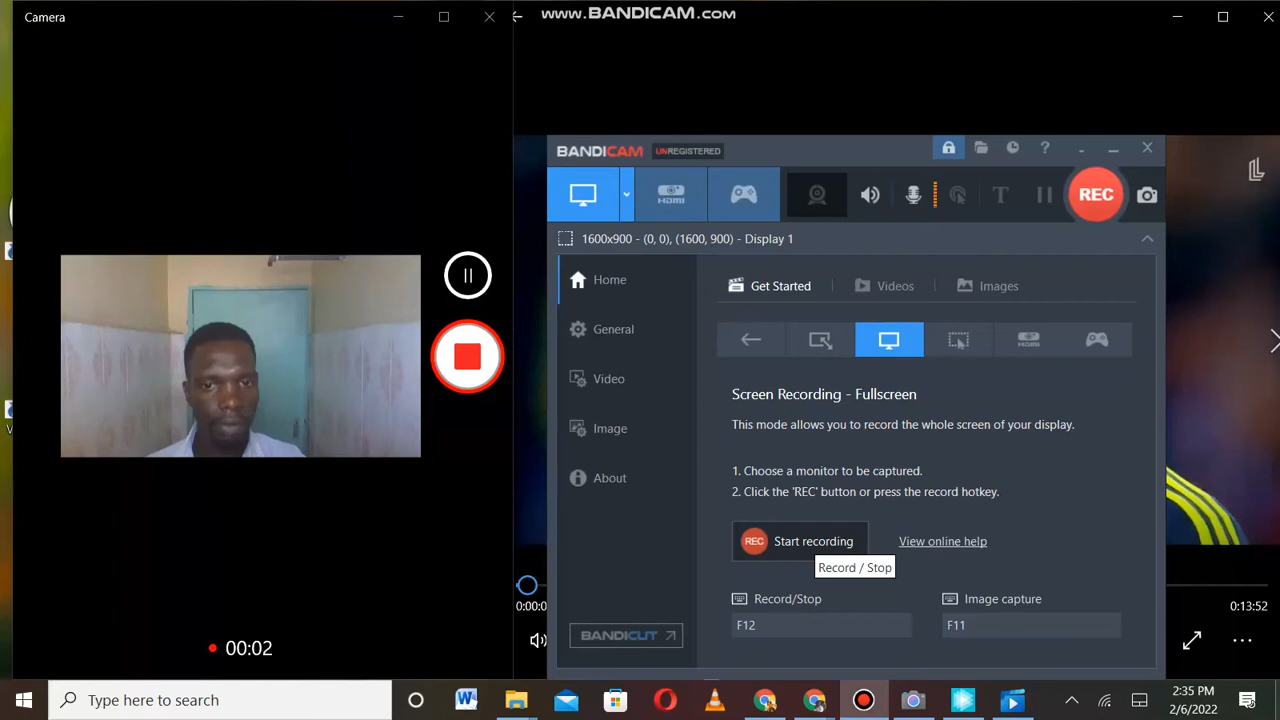 Camera
www.BANDICAM.com
BANDICAM UNREGISTERED
HDMI
REC
1600x900 - (0, 0), (1600, 900) - Display 1
Home
General
Video
Image
About
BANDICUT
Get Started
Videos
Images
HDMI
Screen Recording - Fullscreen
This mode allows you to record the whole screen of your display.
1. Choose a monitor to be captured.
2. Click the 'REC' button or press the record hotkey.
REC Start recording
View online help
Record / Stop
Record/Stop
Image capture
F12
F11
00:02
0:00:0
0:13:52
Type here to search
2:35 PM
2/6/2022